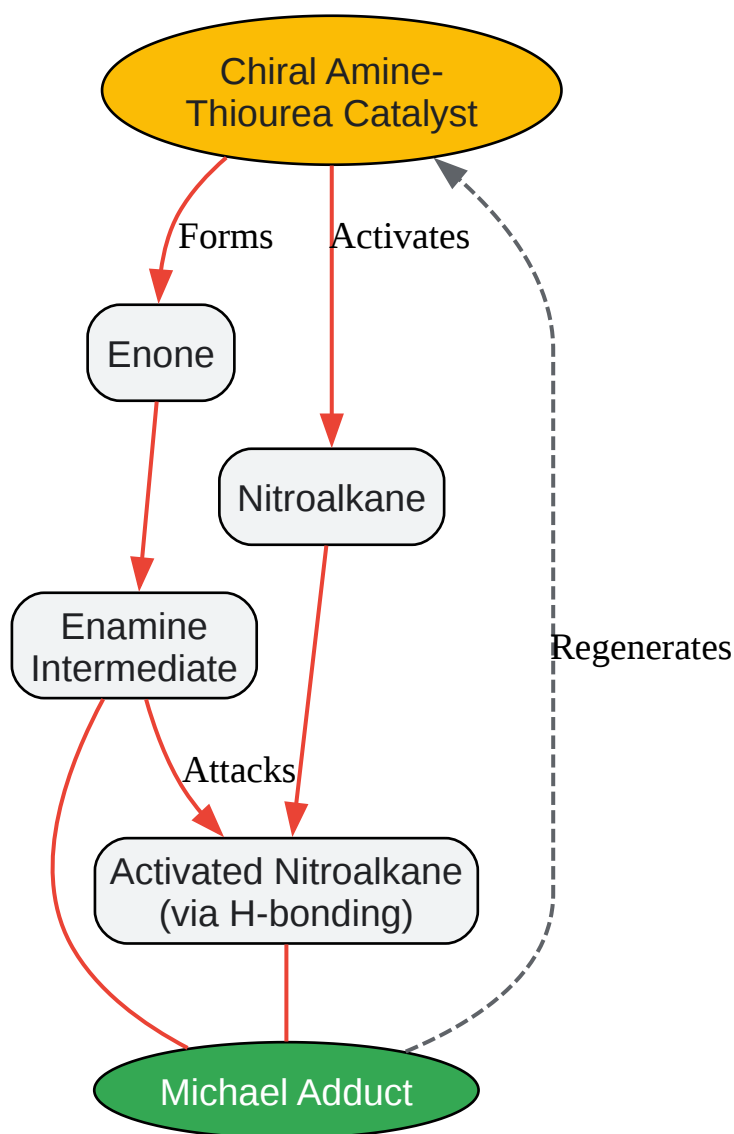 Chiral Amine-
Thiourea Catalyst
Forms
Activates
Enone
Nitroalkane
Enamine
Intermediate
Regenerates
Attacks
Activated Nitroalkane
(via H-bonding)
Michael Adduct